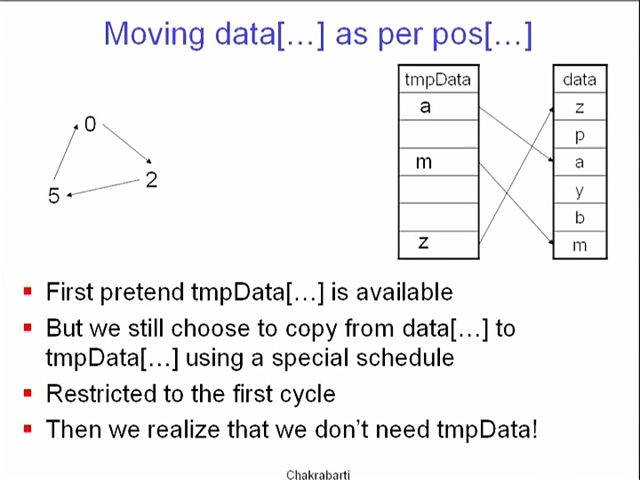 Moving data[…] as per pos[…]
tmpData
data
a
z
p
m
a
y
b
z
m
0
2
5
First pretend tmpData[…] is available
But we still choose to copy from data[…] to
tmpData[…] using a special schedule
Restricted to the first cycle
Then we realize that we don't need tmpData!
Chakrabarti